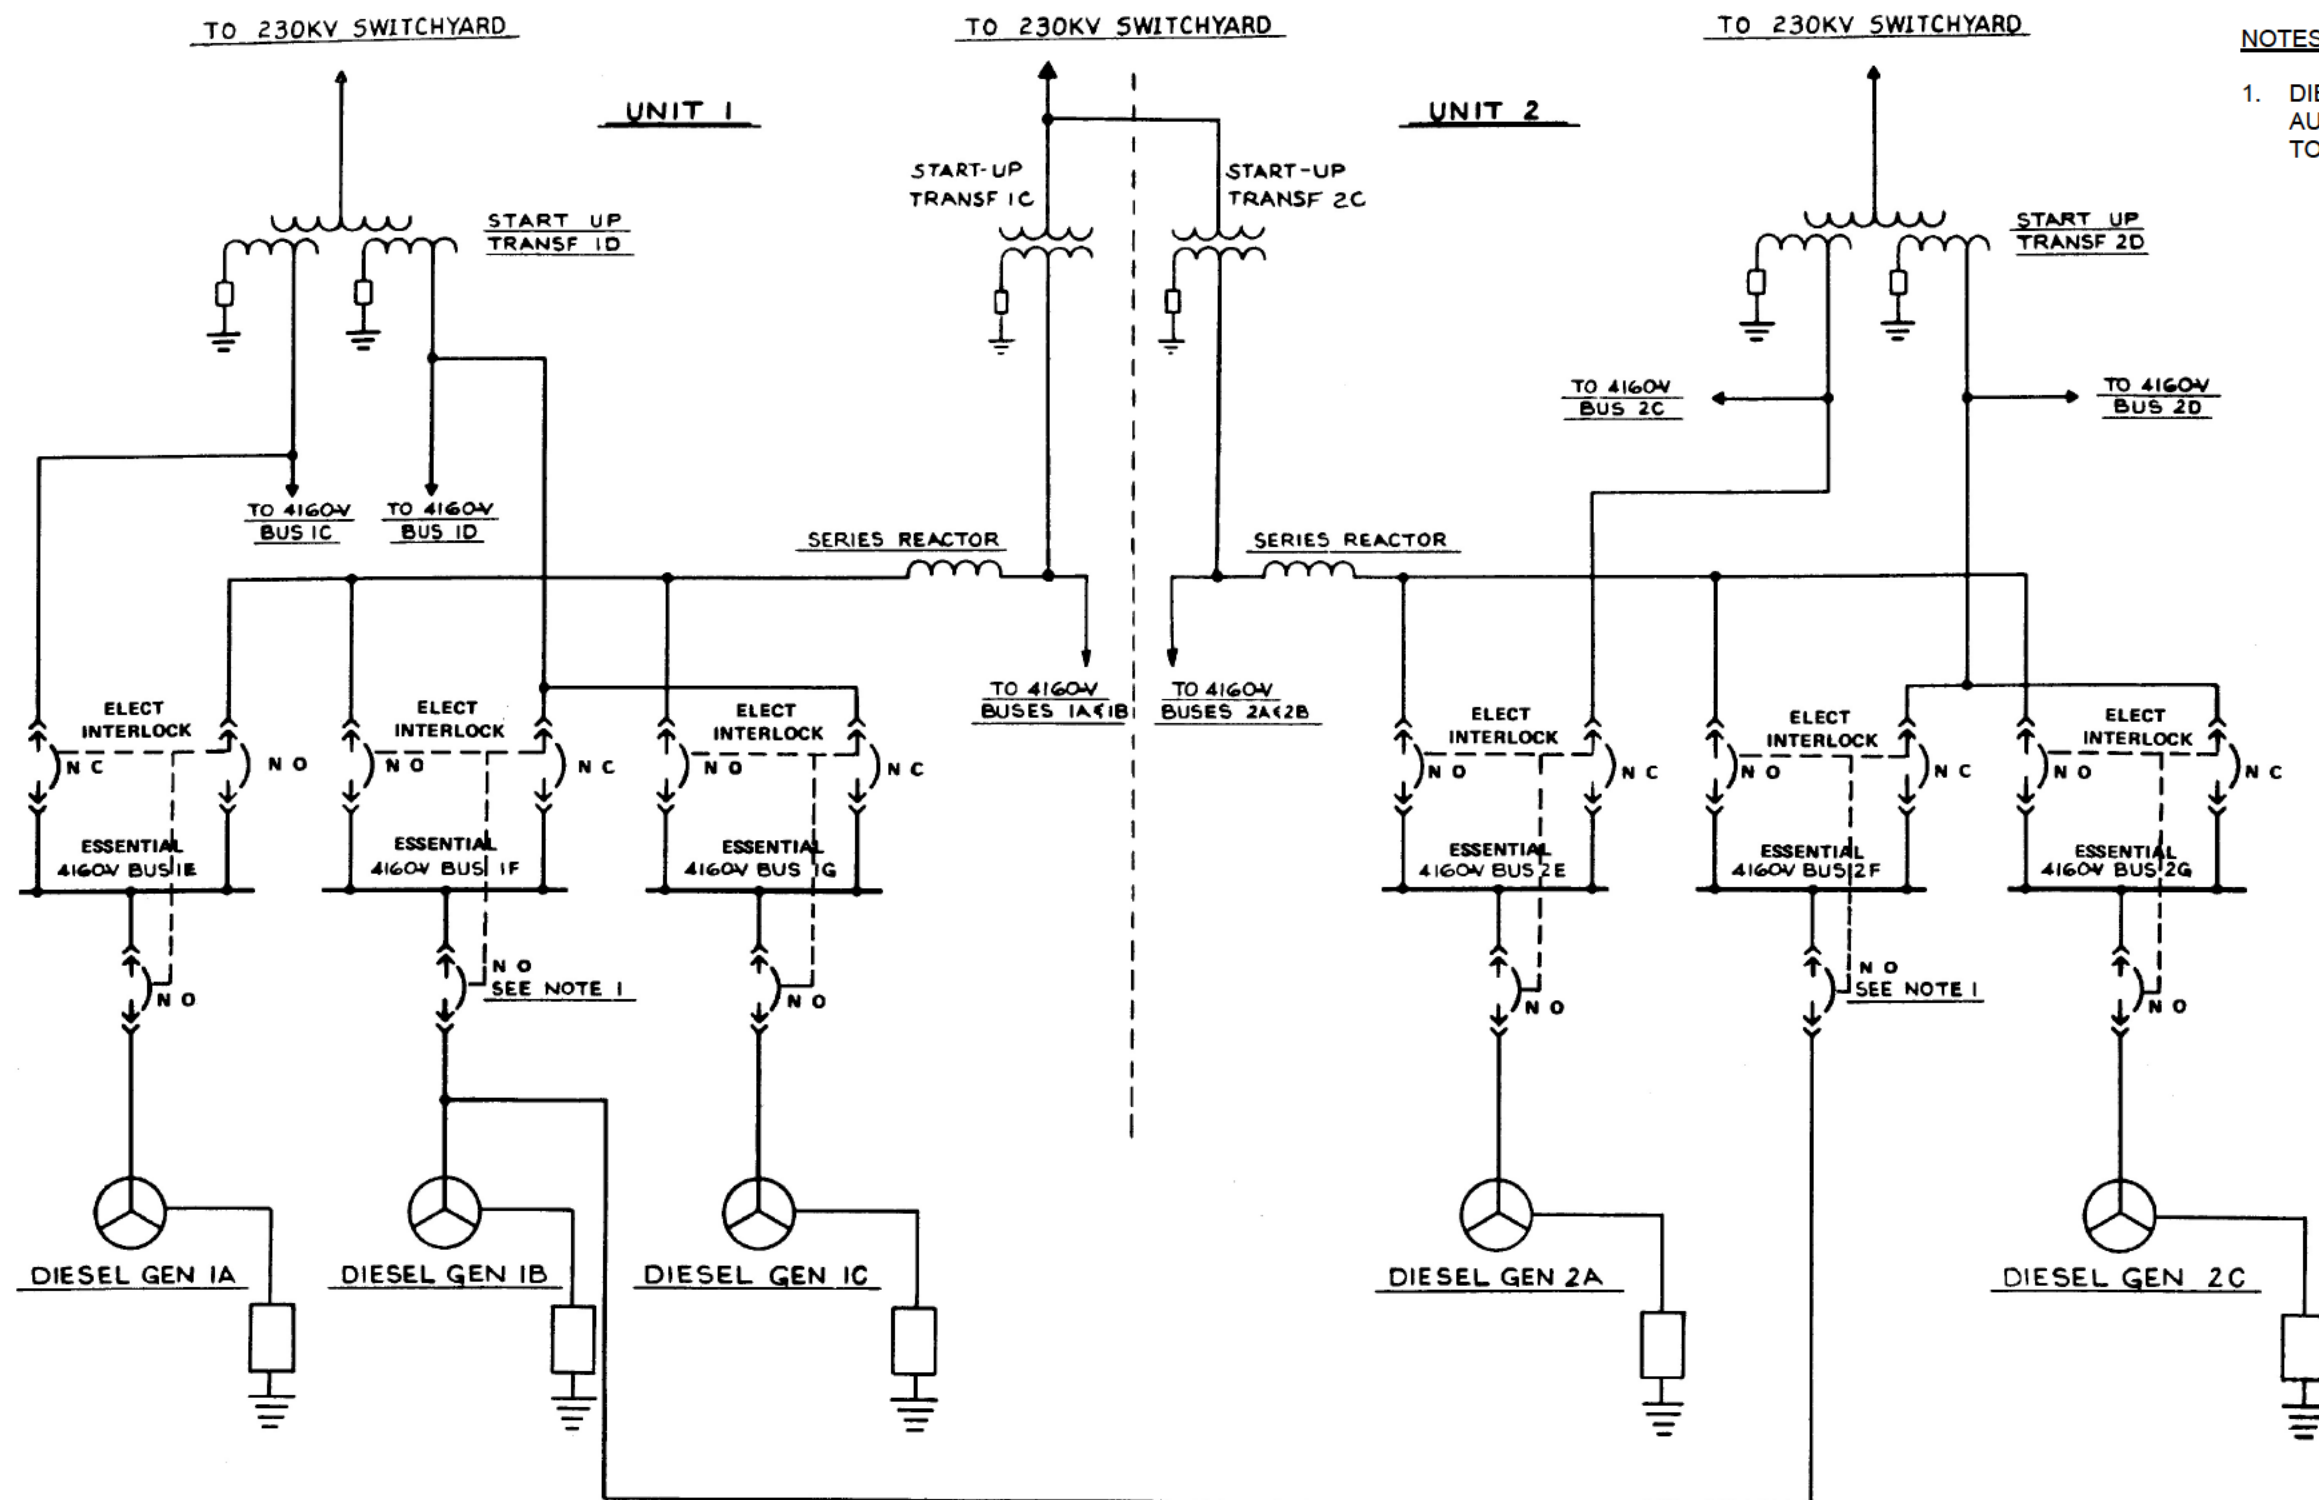 TO 230KV SWITCHYARD
TO 230KV SWITCHYARD
TO 230KV SWITCHYARD
NOTES
1. DIE
AU
TO
UNIT 1
UNIT 2
START UP
TRANSF 1D
START-UP
TRANSF 1C
START-UP
TRANSF 2C
START UP
TRANSF 2D
TO 4160V
BUS 2C
TO 4160V
BUS 2D
TO 4160V
BUS 1C
TO 4160V
BUS 1D
SERIES REACTOR
SERIES REACTOR
TO 4160V
BUSES 1A&1B
TO 4160V
BUSES 2A&2B
ELECT
INTERLOCK
N C
N O
ELECT
INTERLOCK
N O
N C
ELECT
INTERLOCK
N O
N C
ELECT
INTERLOCK
N O
N C
ELECT
INTERLOCK
N O
N C
ELECT
INTERLOCK
N O
N C
ESSENTIAL
4160V BUS 1E
ESSENTIAL
4160V BUS 1F
ESSENTIAL
4160V BUS 1G
ESSENTIAL
4160V BUS 2E
ESSENTIAL
4160V BUS 2F
ESSENTIAL
4160V BUS 2G
N O
N O
SEE NOTE 1
N O
N O
N O
SEE NOTE 1
N O
DIESEL GEN 1A
DIESEL GEN 1B
DIESEL GEN 1C
DIESEL GEN 2A
DIESEL GEN 2C